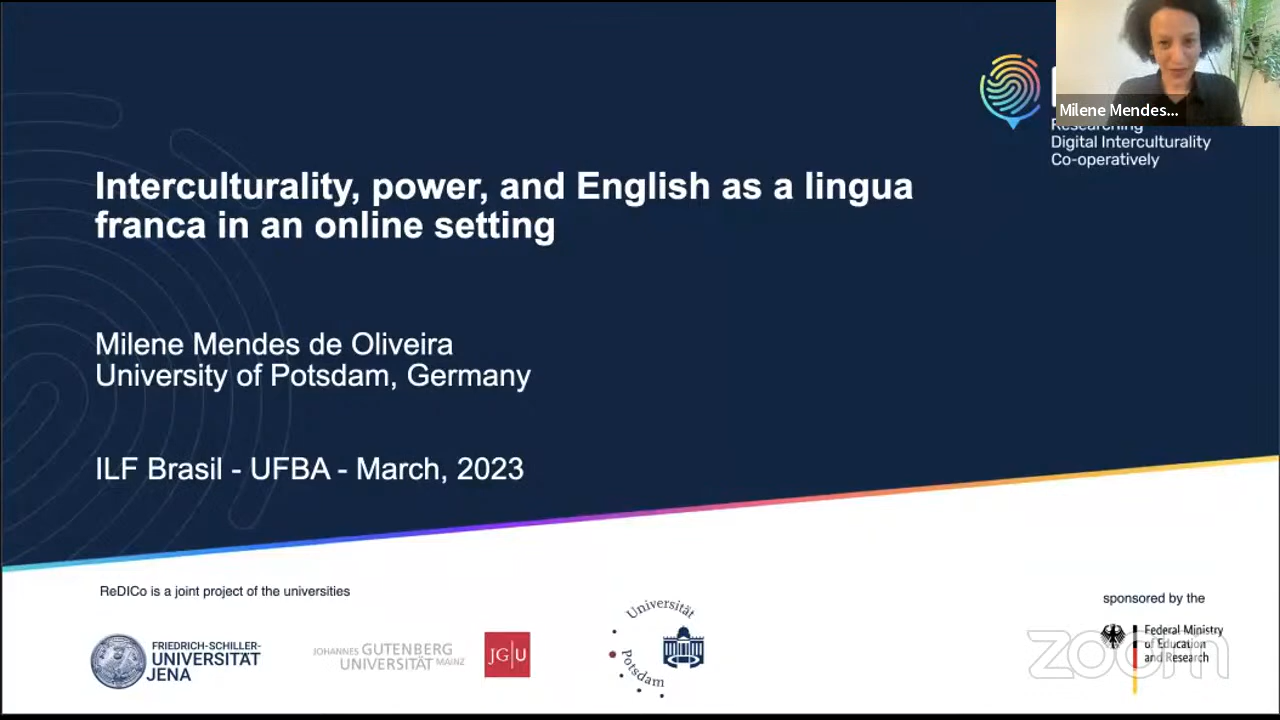 Milene Mendes...
Researching
Digital Interculturality
Co-operatively
Interculturality, power, and English as a lingua
franca in an online setting
Milene Mendes de Oliveira
University of Potsdam, Germany
ILF Brasil - UFBA - March, 2023
ReDICo is a joint project of the universities
sponsored by the
FRIEDRICH-SCHILLER-
UNIVERSITÄT
JENA
JOHANNES GUTENBERG
UNIVERSITÄT MAINZ
JG|U
Universität
Potsdam
Federal Ministry
of Education
and Research
zoom